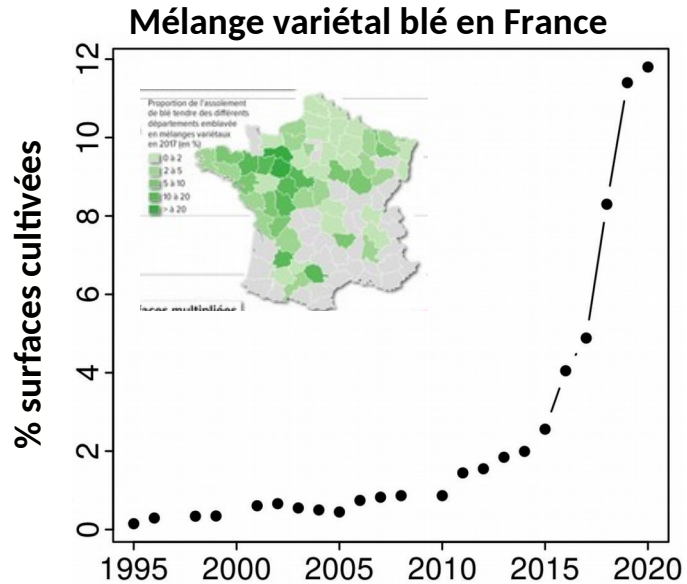 Mélange variétal blé en France
% surfaces cultivées
12
10
8
6
4
2
0
Proportion de l'assolement
de blé tendre des différents
départements emblavée
en mélanges variétaux
en 2017 (en %)
0 à 2
2 à 5
5 à 10
10 à 20
> à 20
faces multipliées
1995 2000 2005 2010 2015 2020